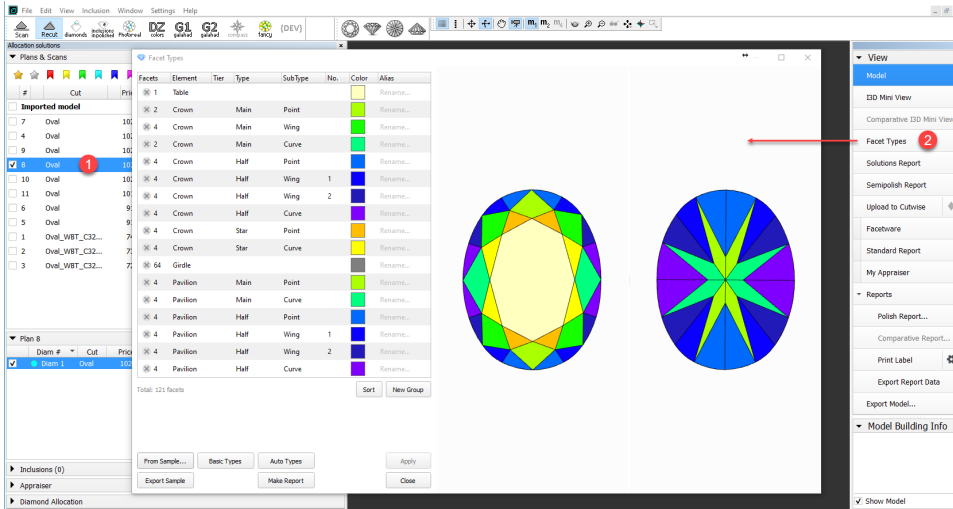 File Edit View Inclusion Window Settings Help
Scan Recut diamonds inclusions inpolished Photoreal DZ colors G1 galahad G2 galahad compass fancy (DEV)
m1 m2 m3
Allocation solutions
Plans & Scans
# Cut
Imported model
7 Oval
4 Oval
9 Oval
8 Oval 1
10 Oval
11 Oval
6 Oval
5 Oval
1 Oval_WBT_C32...
2 Oval_WBT_C32...
3 Oval_WBT_C32...
Plan 8
Diam # Cut Price
Diam 1 Oval 102
Inclusions (0)
Appraiser
Diamond Allocation
Facet Types
Facets Element Tier Type SubType No. Color Alias
1 Table Rename...
2 Crown Main Point Rename...
4 Crown Main Wing Rename...
2 Crown Main Curve Rename...
4 Crown Half Point Rename...
4 Crown Half Wing 1 Rename...
4 Crown Half Wing 2 Rename...
4 Crown Half Curve Rename...
4 Crown Star Point Rename...
4 Crown Star Curve Rename...
64 Girdle Rename...
4 Pavilion Main Point Rename...
4 Pavilion Main Curve Rename...
4 Pavilion Half Point Rename...
4 Pavilion Half Wing 1 Rename...
4 Pavilion Half Wing 2 Rename...
4 Pavilion Half Curve Rename...
Total: 121 facets
Sort New Group
From Sample... Basic Types Auto Types Apply
Export Sample Make Report Close
View
Model
I3D Mini View
Comparative I3D Mini View
Facet Types 2
Solutions Report
Semipolish Report
Upload to Cutwise
Facetware
Standard Report
My Appraiser
Reports
Polish Report...
Comparative Report...
Print Label
Export Report Data
Export Model...
Model Building Info
Show Model